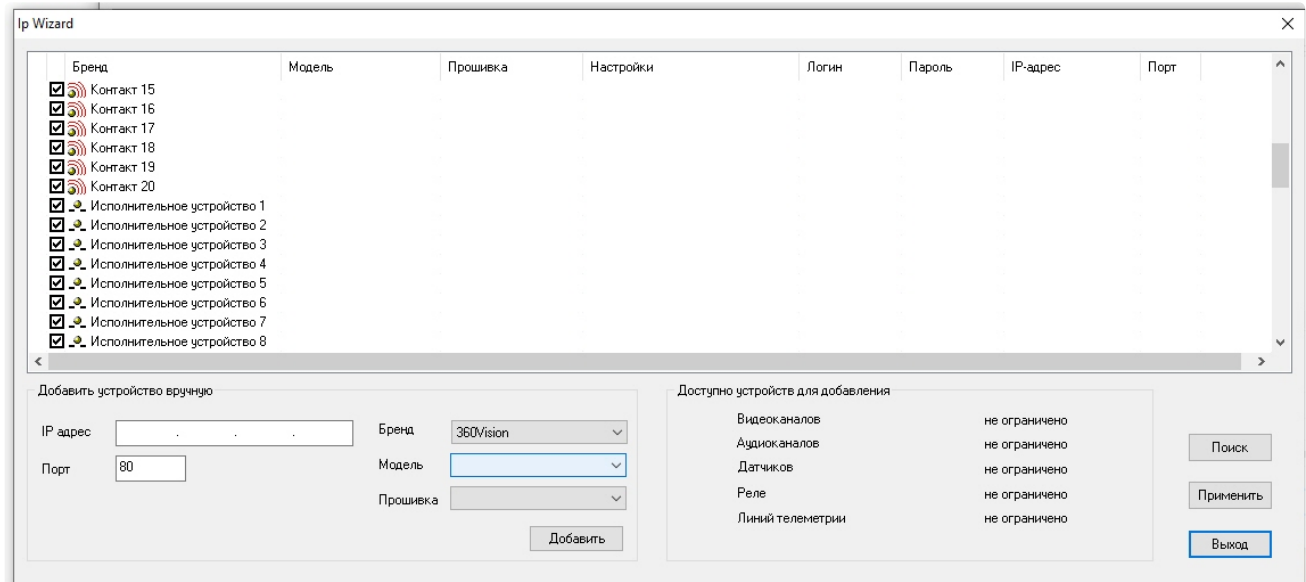 Ip Wizard
Бренд Модель Прошивка Настройки Логин Пароль IP-адрес Порт
Контакт 15
Контакт 16
Контакт 17
Контакт 18
Контакт 19
Контакт 20
Исполнительное устройство 1
Исполнительное устройство 2
Исполнительное устройство 3
Исполнительное устройство 4
Исполнительное устройство 5
Исполнительное устройство 6
Исполнительное устройство 7
Исполнительное устройство 8
Добавить устройство вручную
IP адрес . . .
Порт 80
Бренд 360Vision
Модель
Прошивка
Добавить
Доступно устройств для добавления
Видеоканалов не ограничено
Аудиоканалов не ограничено
Датчиков не ограничено
Реле не ограничено
Линий телеметрии не ограничено
Поиск
Применить
Выход